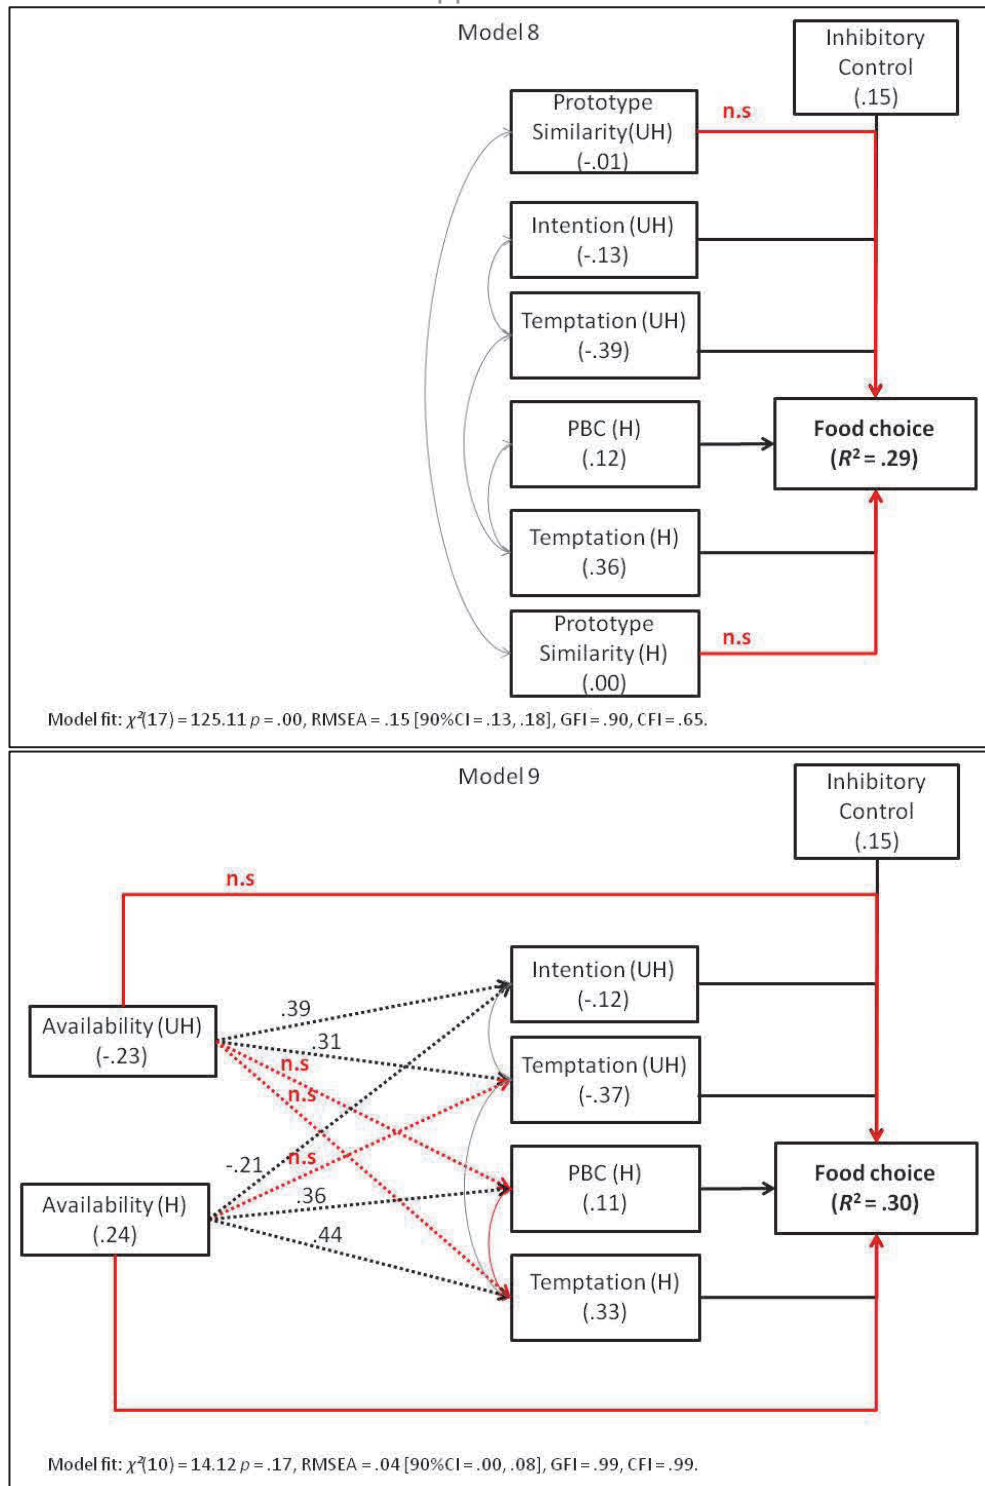 Model 8
Inhibitory
Control
(.15)
Prototype
Similarity(UH)
(-.01)
n.s
Intention (UH)
(-.13)
Temptation (UH)
(-.39)
PBC (H)
(.12)
Food choice
(R² = .29)
Temptation (H)
(.36)
Prototype
Similarity (H)
(.00)
n.s
Model fit: χ²(17) = 125.11 p = .00, RMSEA = .15 [90%CI = .13, .18], GFI = .90, CFI = .65.
Model 9
Inhibitory
Control
(.15)
n.s
Intention (UH)
(-.12)
Availability (UH)
(-.23)
.39
.31
n.s
n.s
Temptation (UH)
(-.37)
-.21
n.s
.36
.44
PBC (H)
(.11)
Food choice
(R² = .30)
Availability (H)
(.24)
Temptation (H)
(.33)
Model fit: χ²(10) = 14.12 p = .17, RMSEA = .04 [90%CI = .00, .08], GFI = .99, CFI = .99.